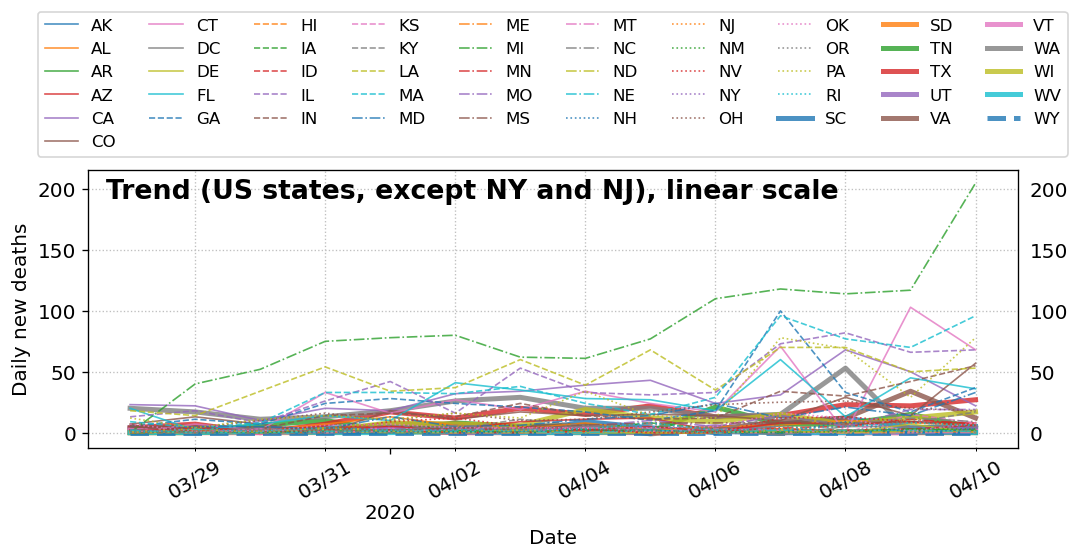 AK CT HI KS ME MT NJ OK SD VT
AL DC IA KY MI NC NM OR TN WA
AR DE ID LA MN ND NV PA TX WI
AZ FL IL MA MO NE NY RI UT WV
CA GA IN MD MS NH OH SC VA WY
CO
Trend (US states, except NY and NJ), linear scale
200 200
150 150
100 100
50 50
0 0
Daily new deaths
03/29 03/31 04/02 04/04 04/06 04/08 04/10
2020
Date